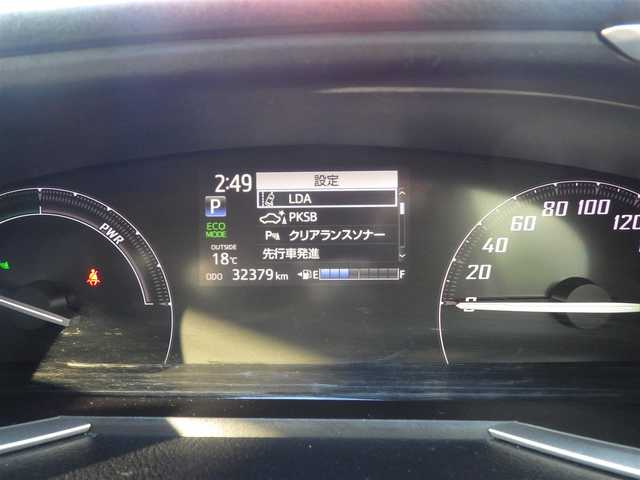 2:49
設定
LDA
P
PKSB
ECO
MODE
P クリアランスソナー
OUTSIDE
18℃
先行車発進
ODO 32379 km
E F
PWR
0
20
40
60
80
100
120